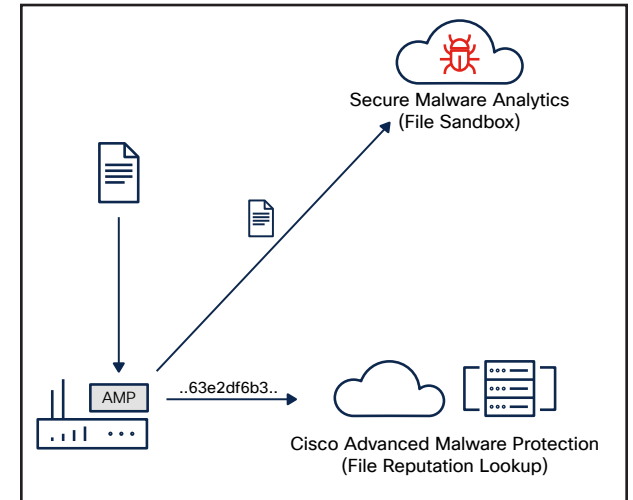 Secure Malware Analytics
(File Sandbox)
AMP
..63e2df6b3..
Cisco Advanced Malware Protection
(File Reputation Lookup)